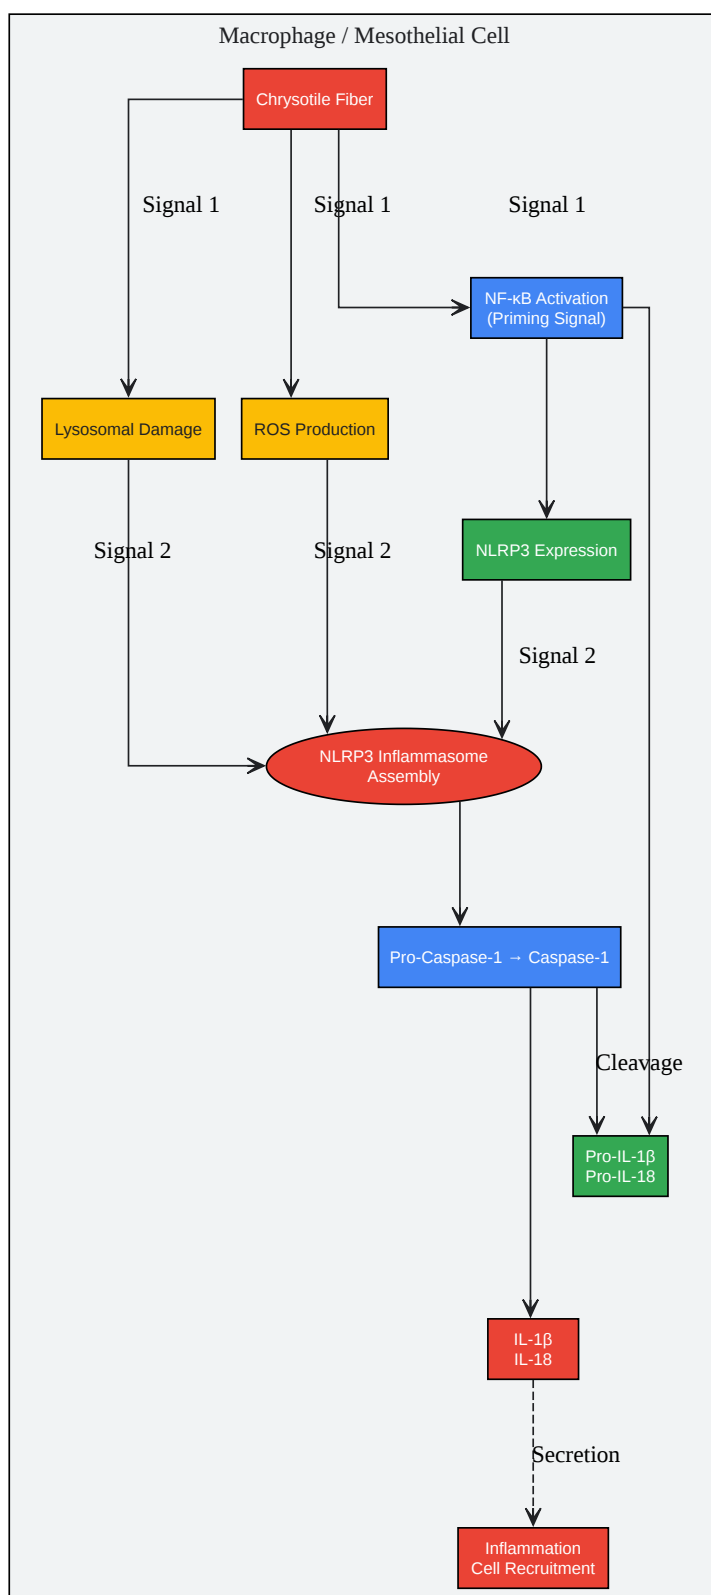 Macrophage / Mesothelial Cell
Chrysotile Fiber
Signal 1
Signal 1
Signal 1
NF-κB Activation
(Priming Signal)
Lysosomal Damage
ROS Production
Signal 2
Signal 2
NLRP3 Expression
Signal 2
NLRP3 Inflammasome
Assembly
Pro-Caspase-1 → Caspase-1
Cleavage
Pro-IL-1β
Pro-IL-18
IL-1β
IL-18
Secretion
Inflammation
Cell Recruitment